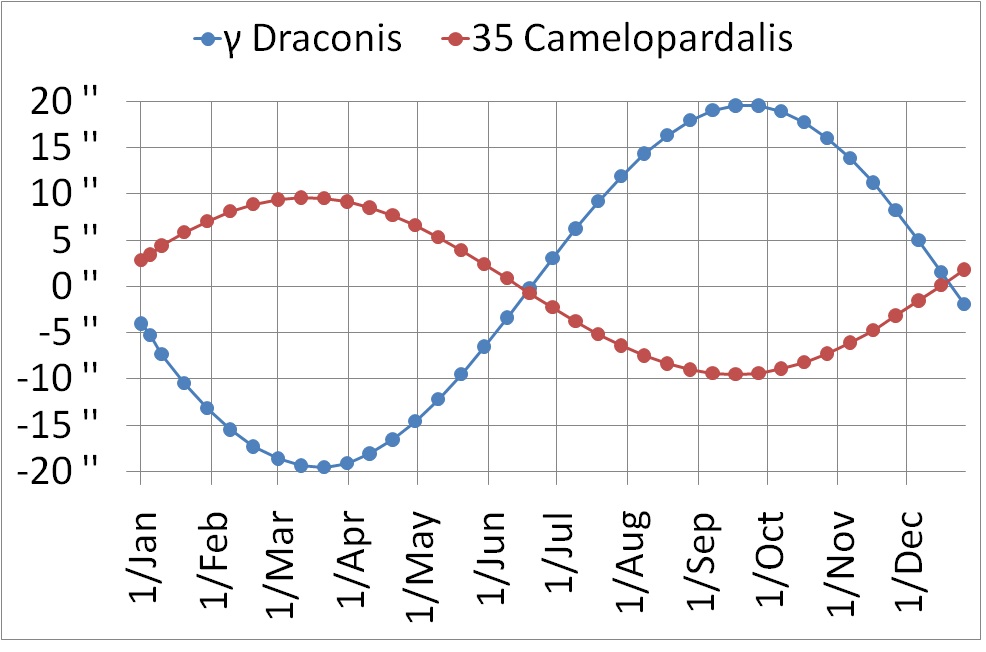 γ Draconis 35 Camelopardalis
20 "
15 "
10 "
5 "
0 "
-5 "
-10 "
-15 "
-20 "
1/Jan
1/Feb
1/Mar
1/Apr
1/May
1/Jun
1/Jul
1/Aug
1/Sep
1/Oct
1/Nov
1/Dec